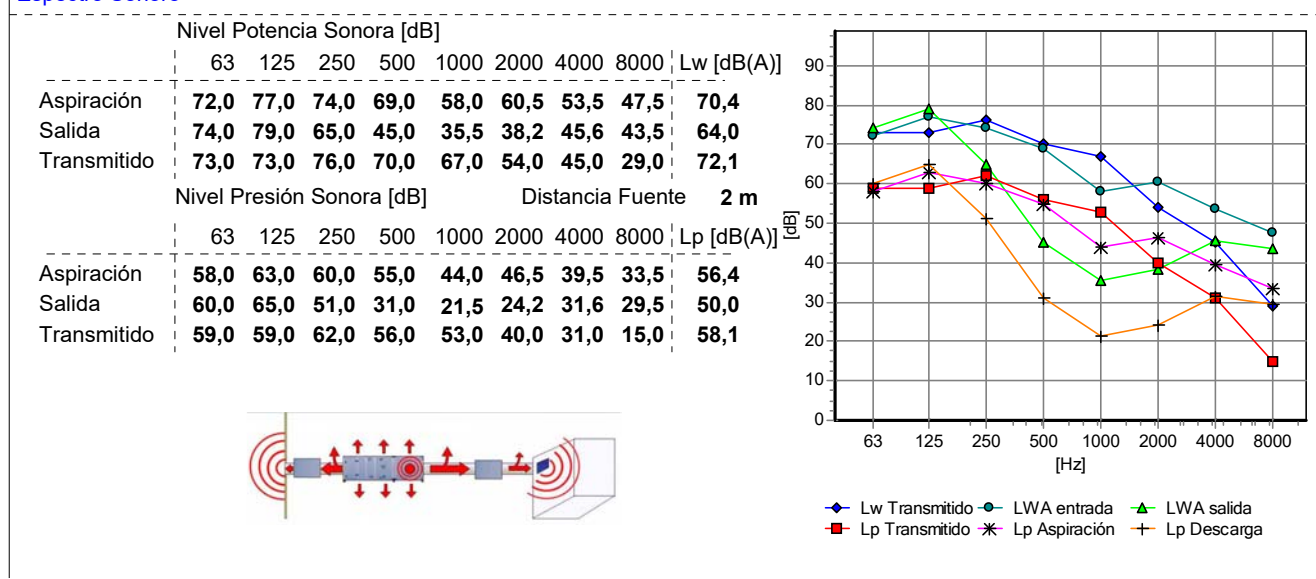 Espectro Sonoro
Nivel Potencia Sonora [dB]
63 125 250 500 1000 2000 4000 8000 Lw [dB(A)]
Aspiración 72,0 77,0 74,0 69,0 58,0 60,5 53,5 47,5 70,4
Salida 74,0 79,0 65,0 45,0 35,5 38,2 45,6 43,5 64,0
Transmitido 73,0 73,0 76,0 70,0 67,0 54,0 45,0 29,0 72,1
Nivel Presión Sonora [dB] Distancia Fuente 2 m
63 125 250 500 1000 2000 4000 8000 Lp [dB(A)]
Aspiración 58,0 63,0 60,0 55,0 44,0 46,5 39,5 33,5 56,4
Salida 60,0 65,0 51,0 31,0 21,5 24,2 31,6 29,5 50,0
Transmitido 59,0 59,0 62,0 56,0 53,0 40,0 31,0 15,0 58,1
90
80
70
60
50
40
30
20
10
0
[dB]
63 125 250 500 1000 2000 4000 8000
[Hz]
Lw Transmitido LWA entrada LWA salida
Lp Transmitido Lp Aspiración Lp Descarga